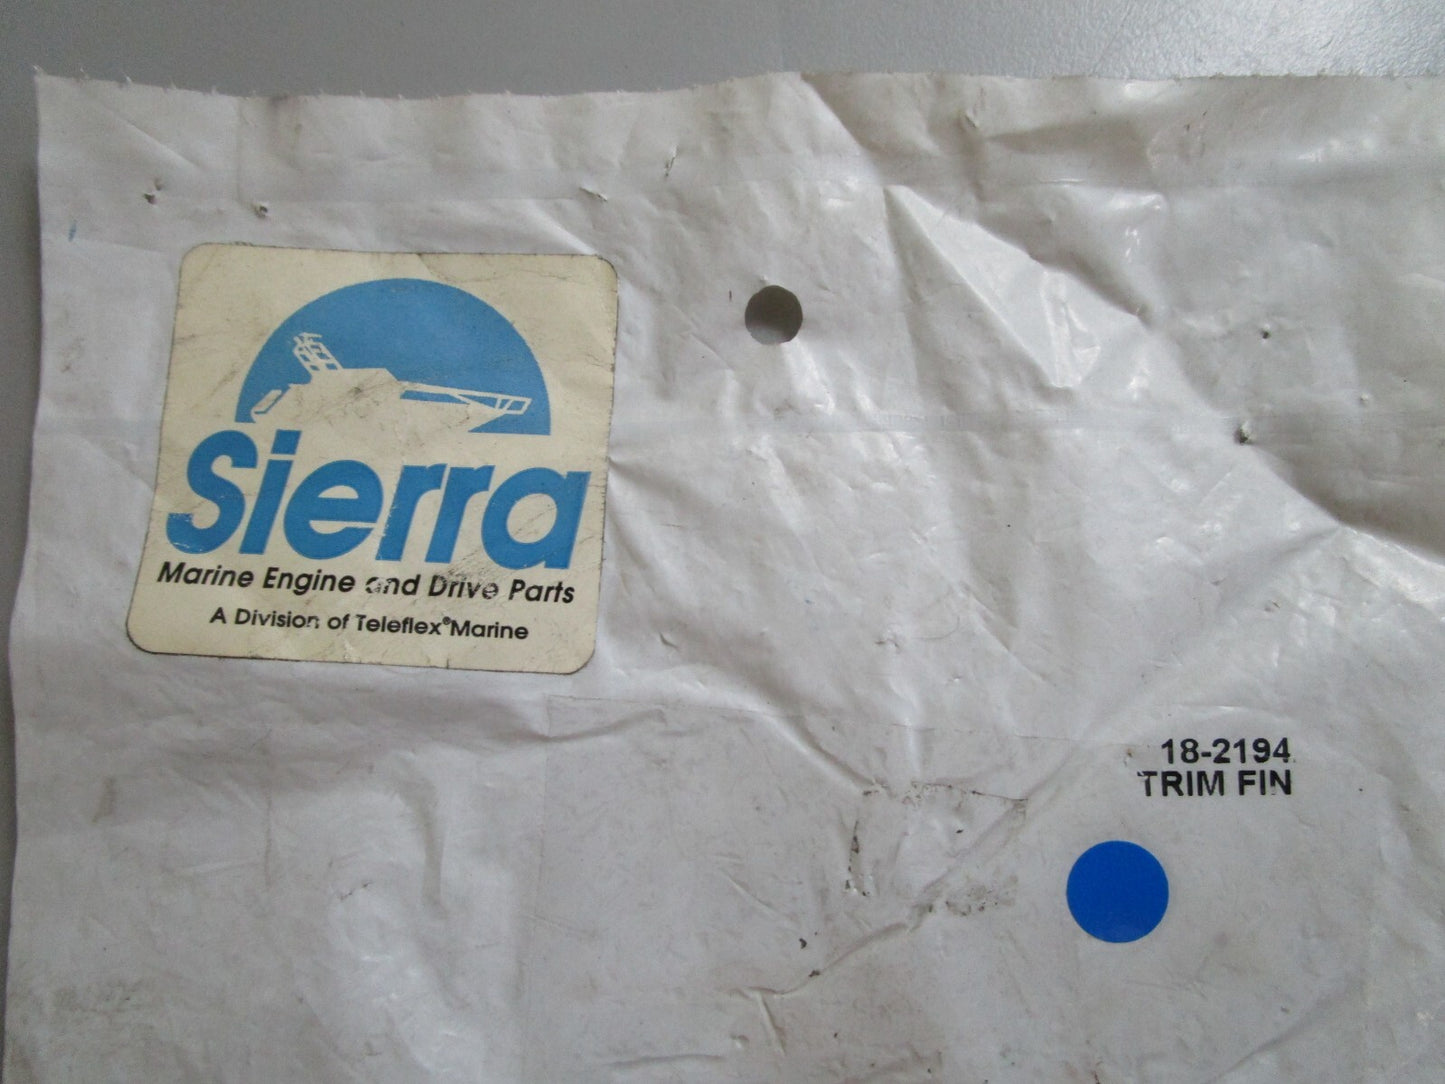 Sierra
Marine Engine and Drive Parts
A Division of Teleflex® Marine
18-2194
TRIM FIN